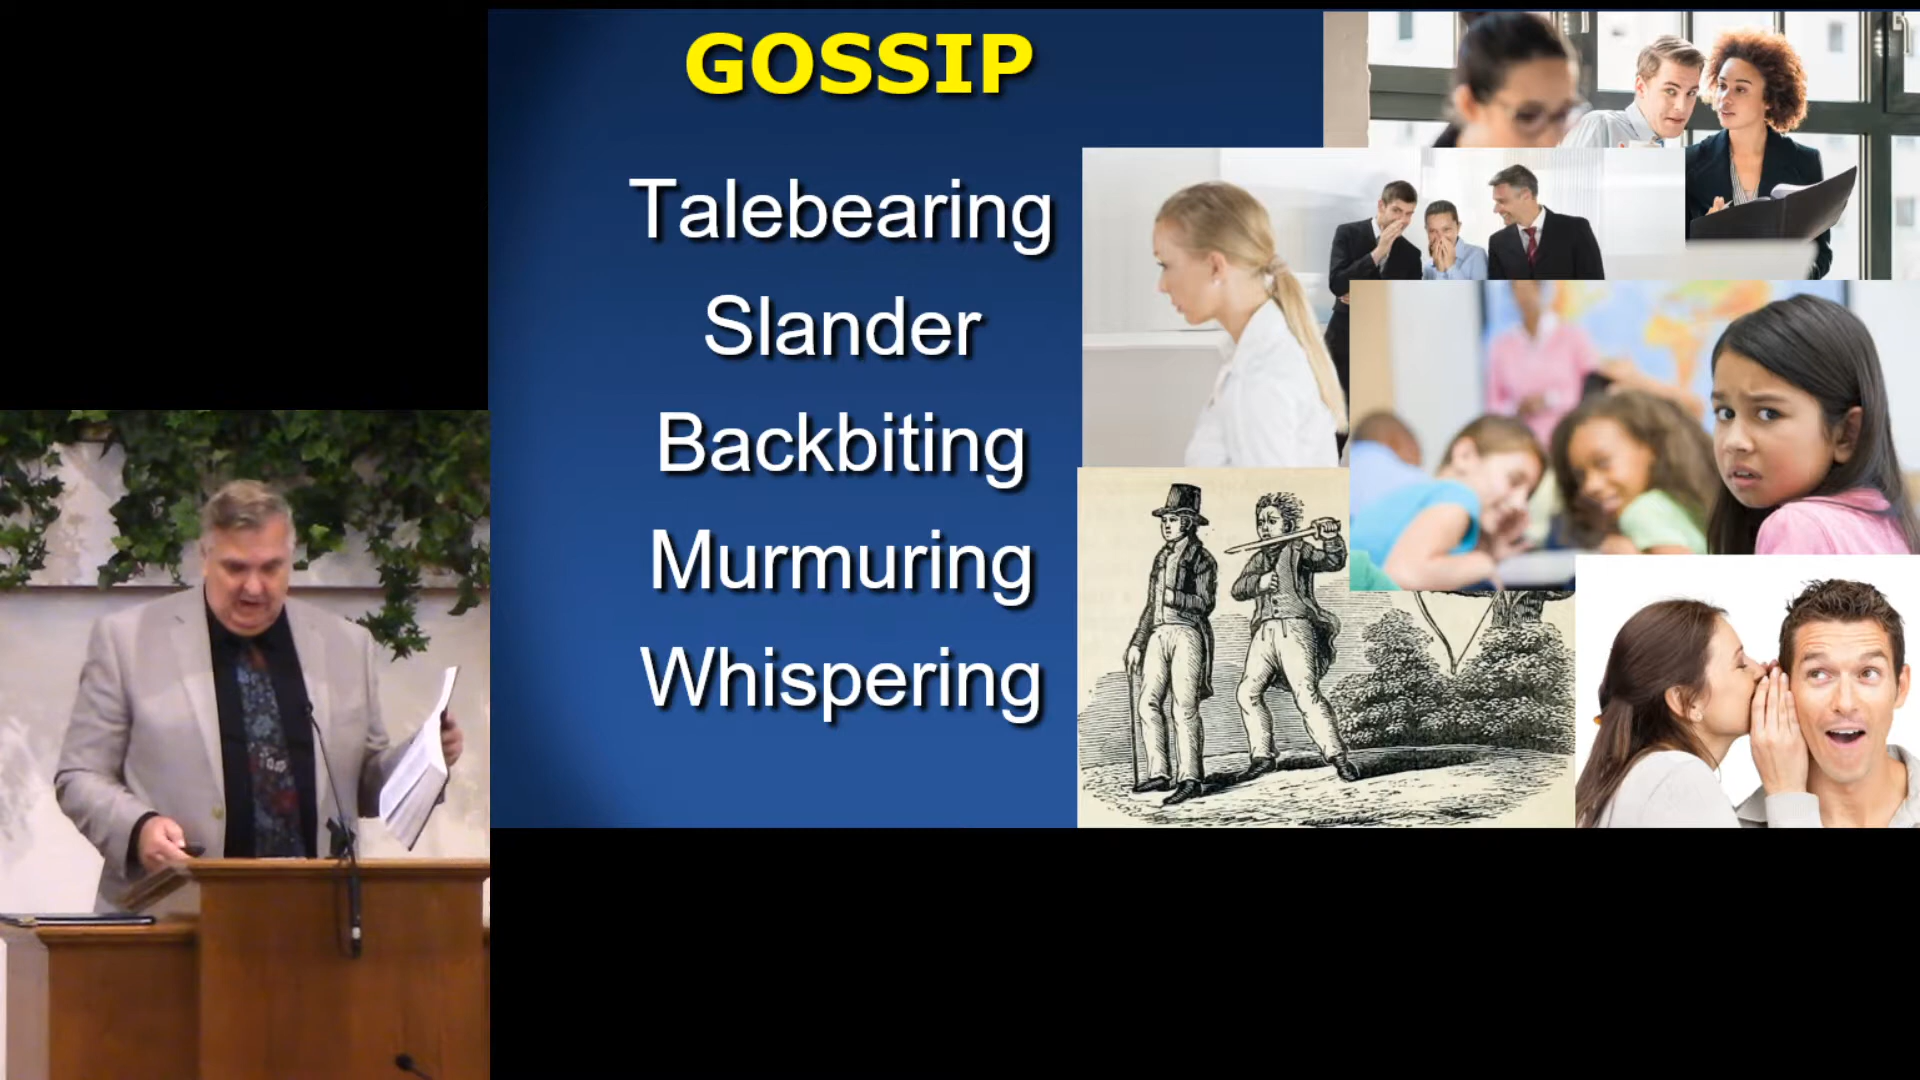 GOSSIP
Talebearing
Slander
Backbiting
Murmuring
Whispering